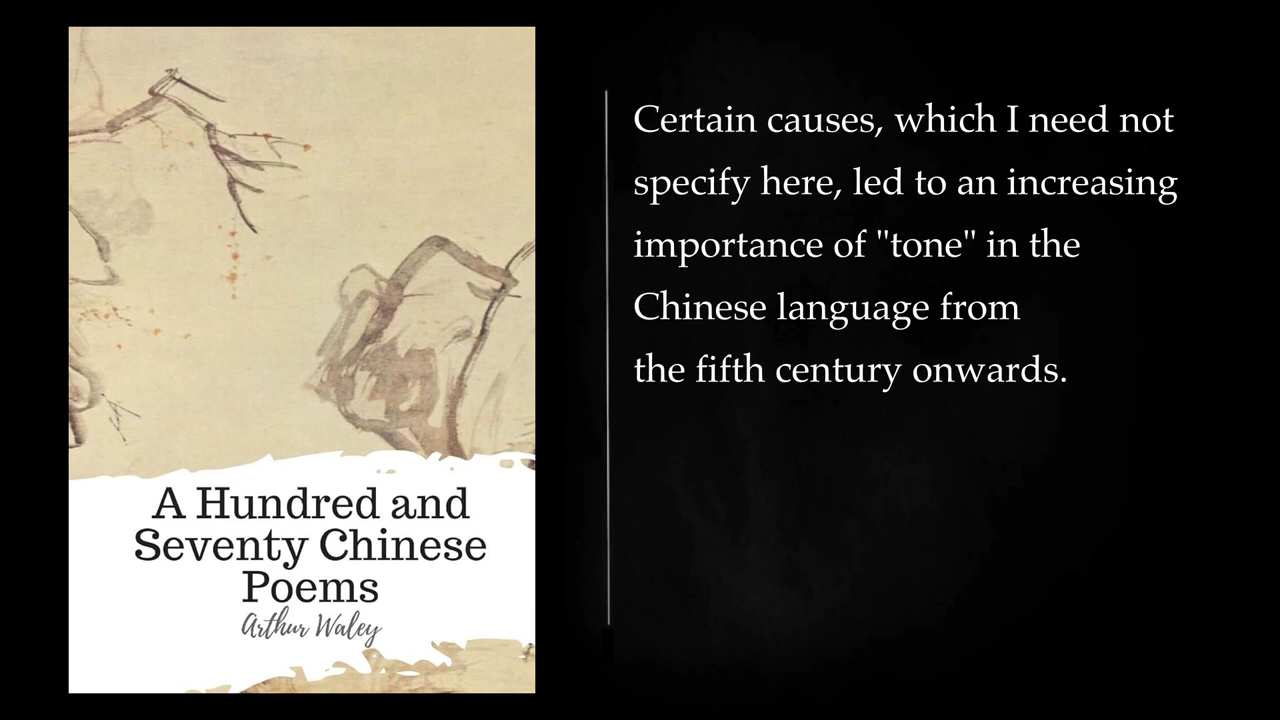 A Hundred and
Seventy Chinese
Poems
Arthur Waley
Certain causes, which I need not
specify here, led to an increasing
importance of "tone" in the
Chinese language from
the fifth century onwards.